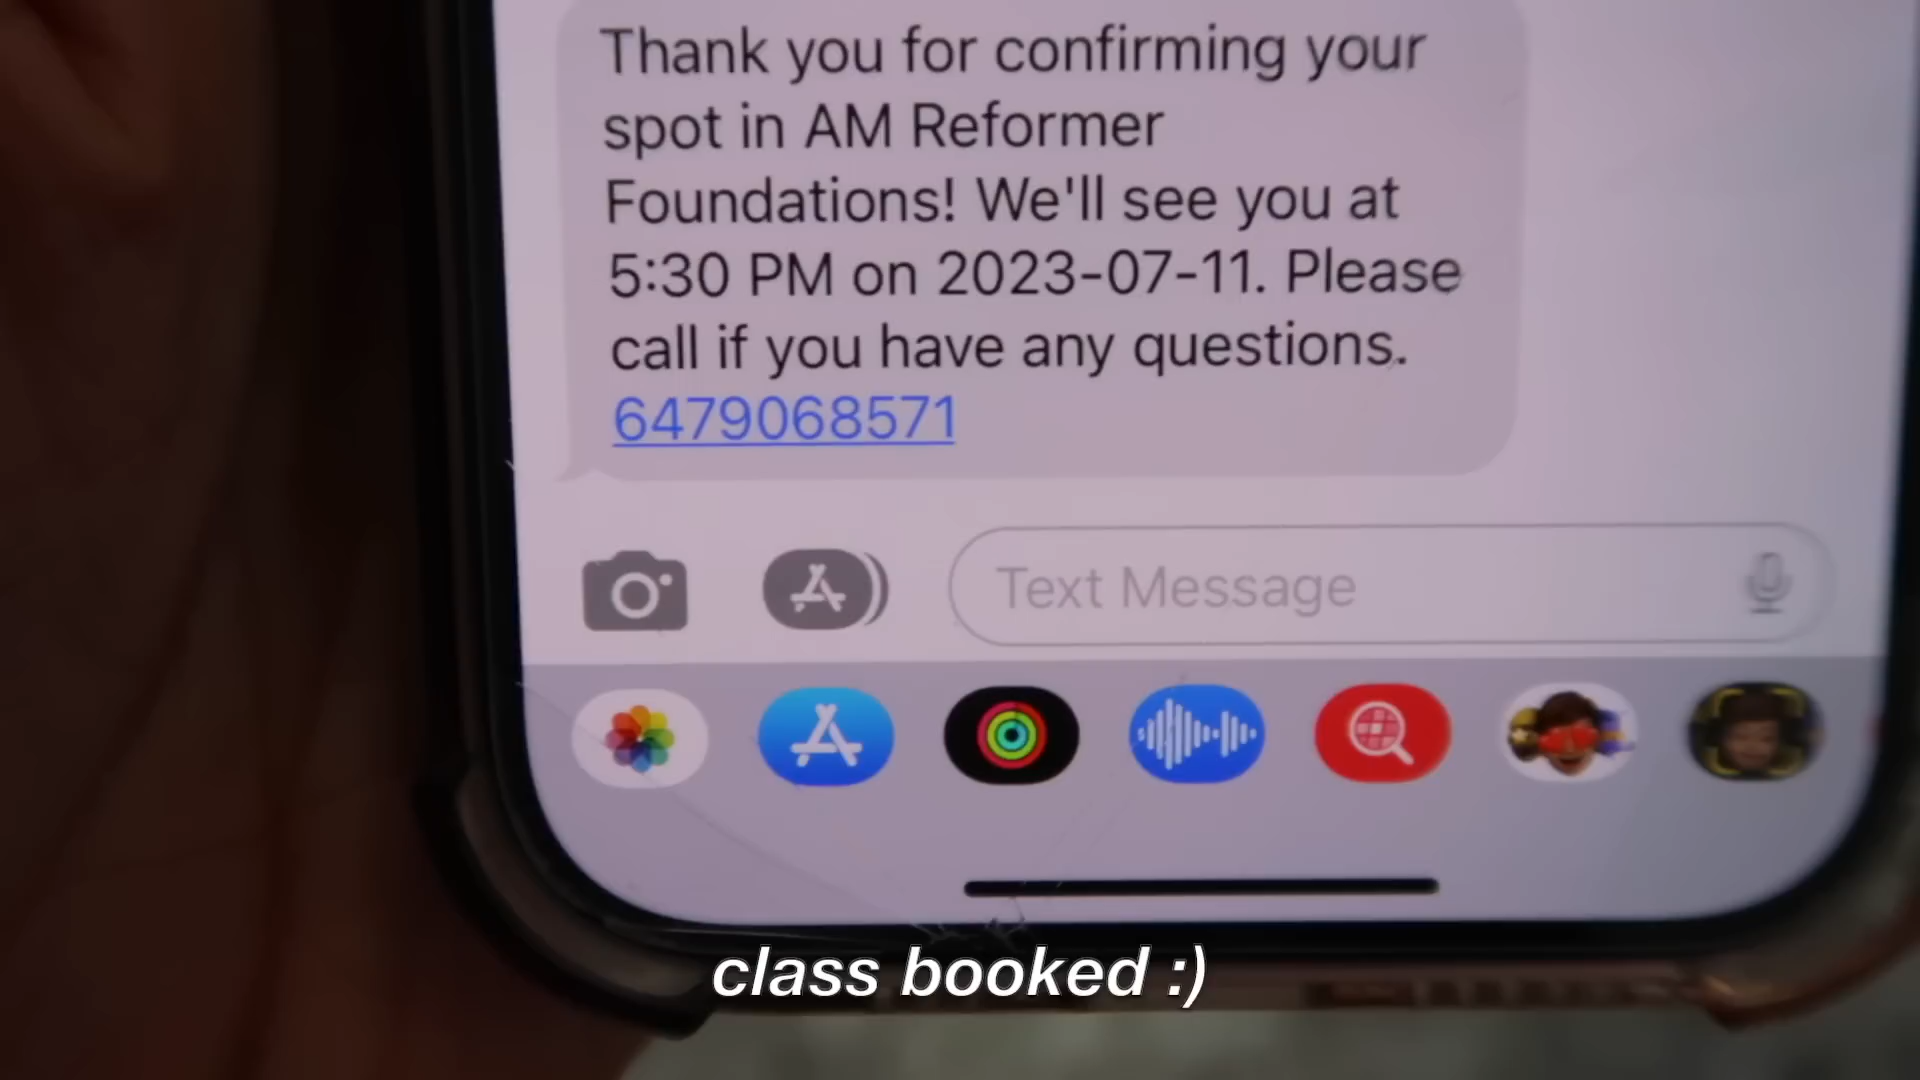 Thank you for confirming your
spot in AM Reformer
Foundations! We'll see you at
5:30 PM on 2023-07-11. Please
call if you have any questions.
6479068571
Text Message
class booked :)